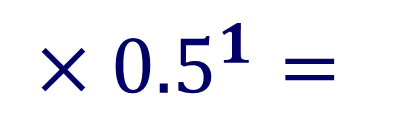 × 0.5¹ =